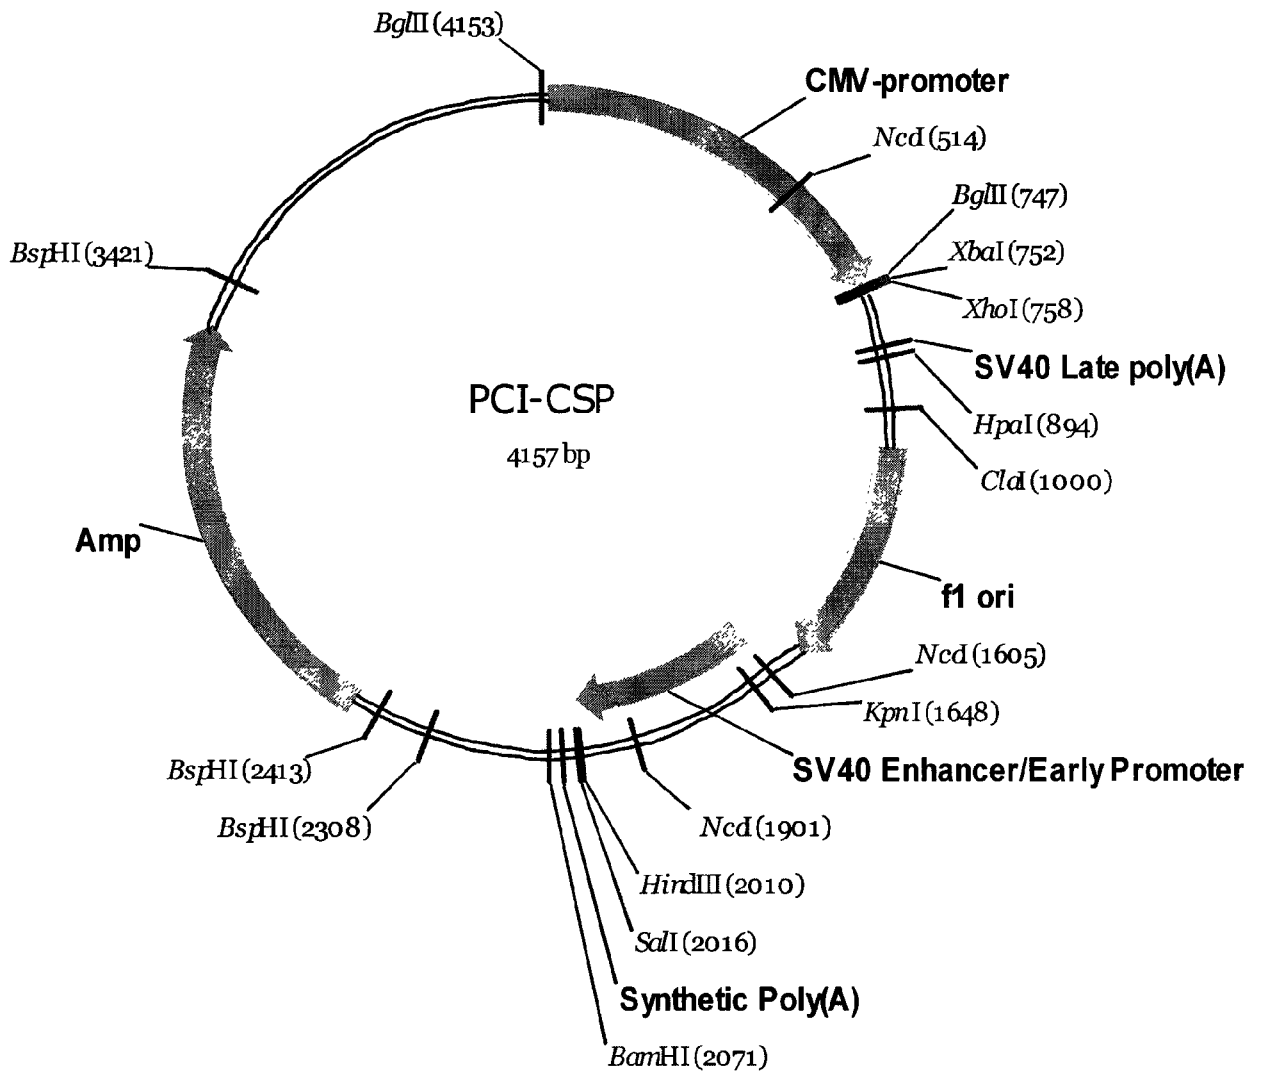 BglII(4153)
CMV-promoter
NcoI(514)
BglII(747)
XbaI(752)
XhoI(758)
BspHI(3421)
SV40 Late poly(A)
PCI-CSP
HpaI(894)
4157bp
ClaI(1000)
Amp
f1 ori
NcoI(1605)
KpnI(1648)
SV40 Enhancer/Early Promoter
BspHI(2413)
BspHI(2308)
NcoI(1901)
HindIII(2010)
SalI(2016)
Synthetic Poly(A)
BamHI(2071)